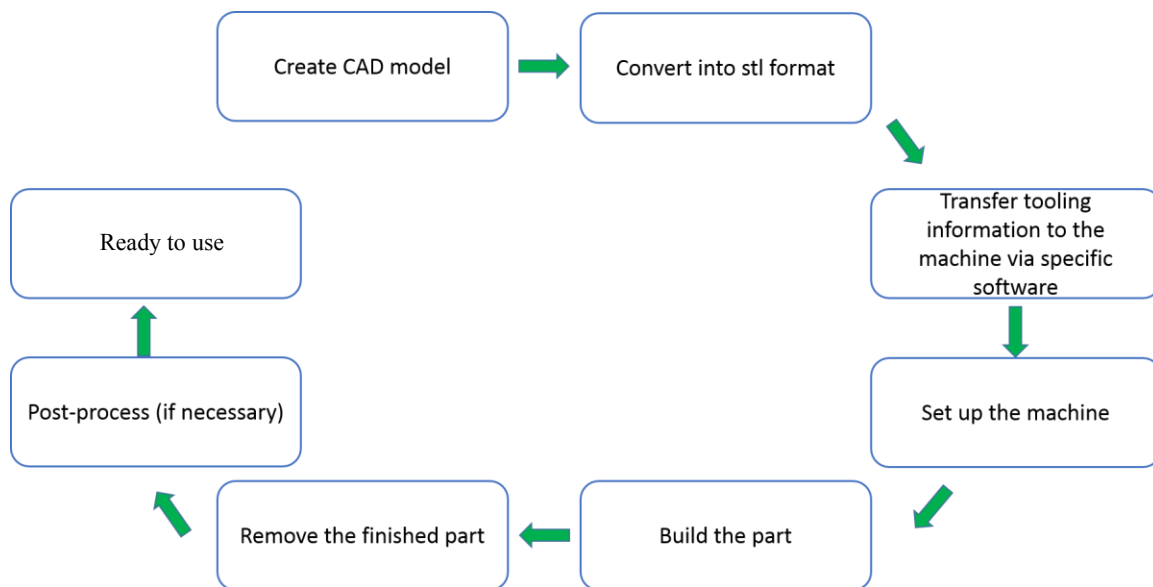 Create CAD model
Convert into stl format
Transfer tooling
information to the
machine via specific
software
Set up the machine
Build the part
Remove the finished part
Post-process (if necessary)
Ready to use